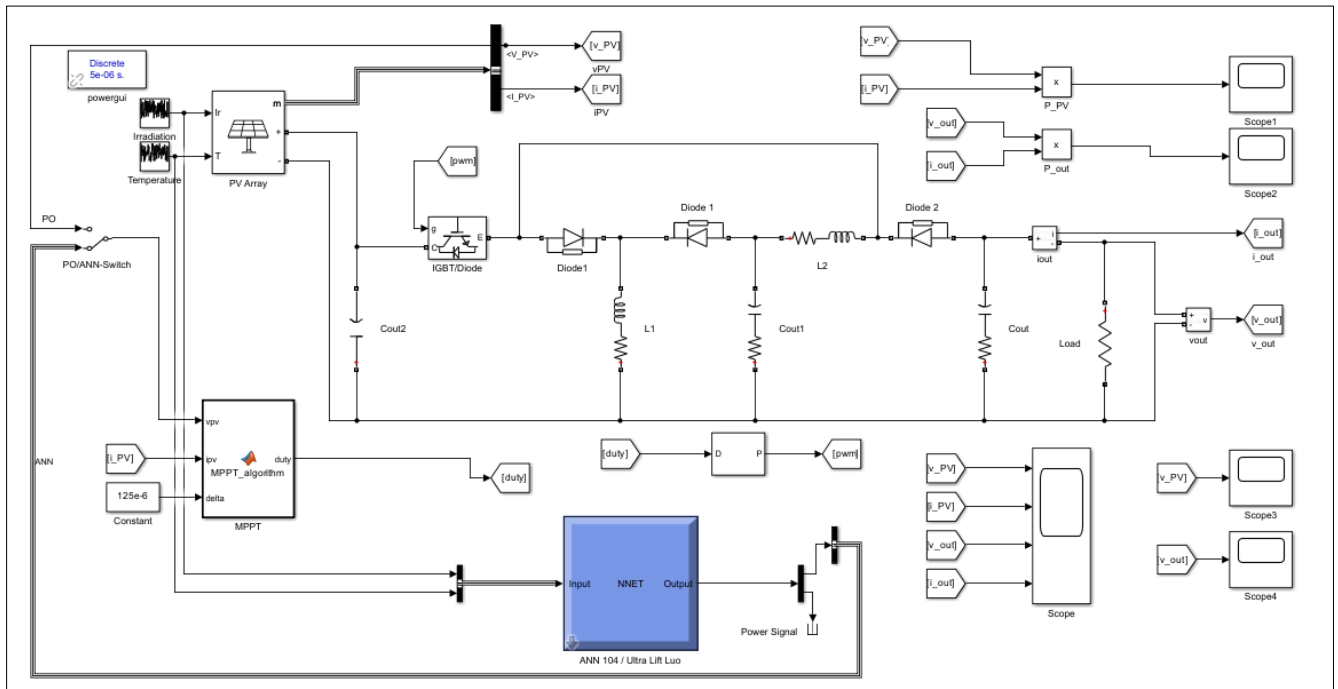 Discrete
5e-06 s.
powergui
Irradiation
Temperature
Ir
T
m
+
-
PV Array
<V_PV>
<I_PV>
[v_PV]
vPV
[i_PV]
iPV
[v_PV]
[i_PV]
x
P_PV
[v_out]
[i_out]
x
P_out
Scope1
Scope2
PO
PO/ANN-Switch
[pwm]
g
C
E
IGBT/Diode
Diode1
Diode 1
L2
Diode 2
+
i
-
iout
[i_out]
i_out
Cout2
L1
Cout1
Cout
Load
+
-
v
vout
[v_out]
v_out
ANN
[i_PV]
125e-6
Constant
vpv
ipv
delta
MPPT_algorithm
duty
MPPT
[duty]
[duty]
D
P
[pwm]
[v_PV]
[i_PV]
[v_out]
[i_out]
Scope
[v_PV]
Scope3
[v_out]
Scope4
Input
NNET
Output
ANN 104 / Ultra Lift Luo
Power Signal